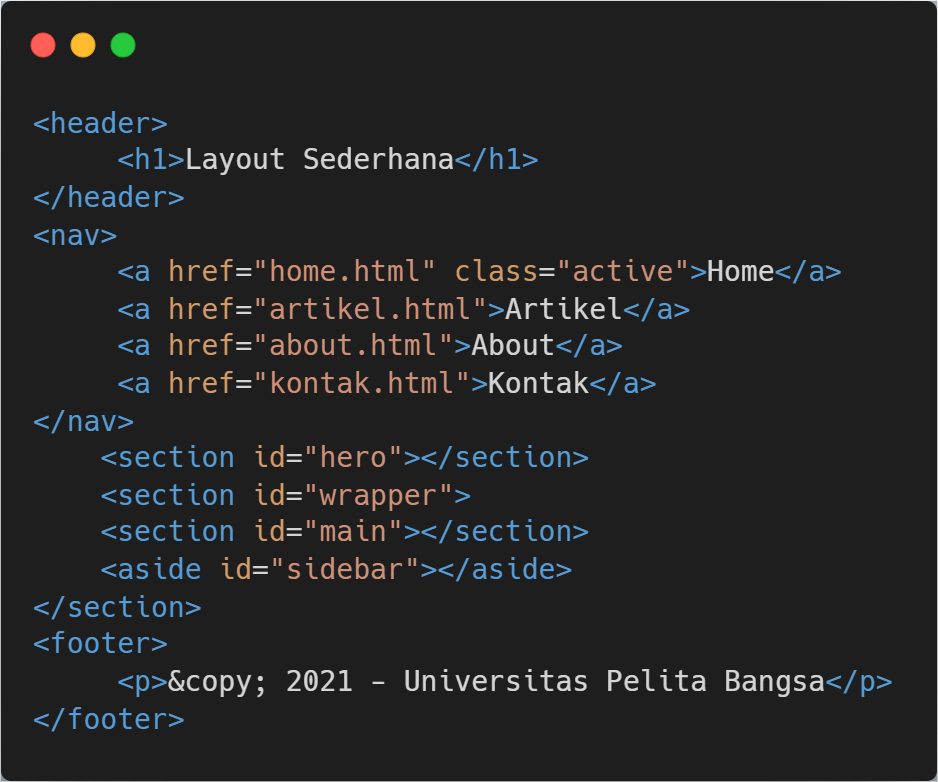 <header>
     <h1>Layout Sederhana</h1>
</header>
<nav>
     <a href="home.html" class="active">Home</a>
     <a href="artikel.html">Artikel</a>
     <a href="about.html">About</a>
     <a href="kontak.html">Kontak</a>
</nav>
    <section id="hero"></section>
    <section id="wrapper">
    <section id="main"></section>
    <aside id="sidebar"></aside>
</section>
<footer>
     <p>&copy; 2021 - Universitas Pelita Bangsa</p>
</footer>